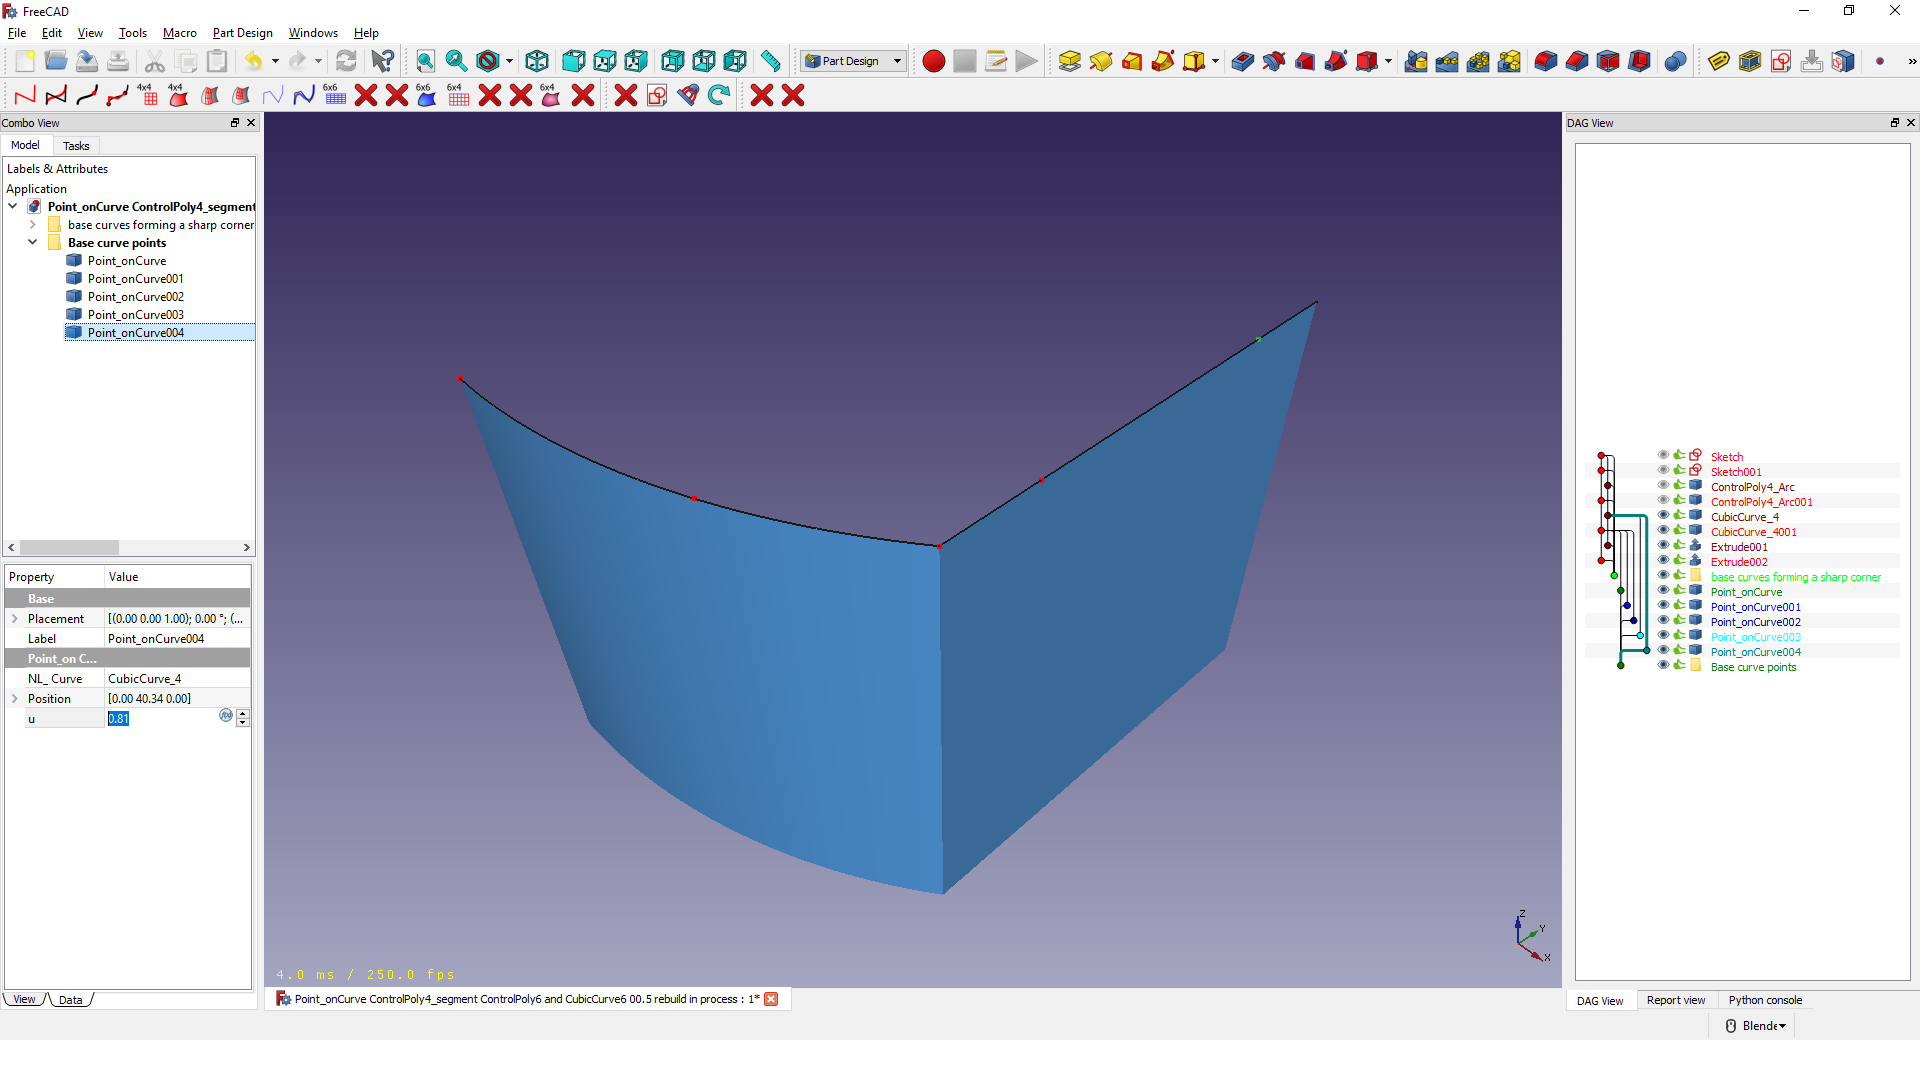 FreeCAD
File Edit View Tools Macro Part Design Windows Help
Part Design
4x4 4x4 6x6 6x6 6x4 6x4
Combo View
Model Tasks
Labels & Attributes
Application
Point_onCurve ControlPoly4_segment
base curves forming a sharp corner
Base curve points
Point_onCurve
Point_onCurve001
Point_onCurve002
Point_onCurve003
Point_onCurve004
Property Value
Base
Placement [(0.00 0.00 1.00); 0.00 °; (...
Label Point_onCurve004
Point_on C...
NL_ Curve CubicCurve_4
Position [0.00 40.34 0.00]
u 0.81
View Data
4.0 ms / 250.0 fps
Z
Y
X
Point_onCurve ControlPoly4_segment ControlPoly6 and CubicCurve6 00.5 rebuild in process : 1*
DAG View
Sketch
Sketch001
ControlPoly4_Arc
ControlPoly4_Arc001
CubicCurve_4
CubicCurve_4001
Extrude001
Extrude002
base curves forming a sharp corner
Point_onCurve
Point_onCurve001
Point_onCurve002
Point_onCurve003
Point_onCurve004
Base curve points
DAG View Report view Python console
Blende